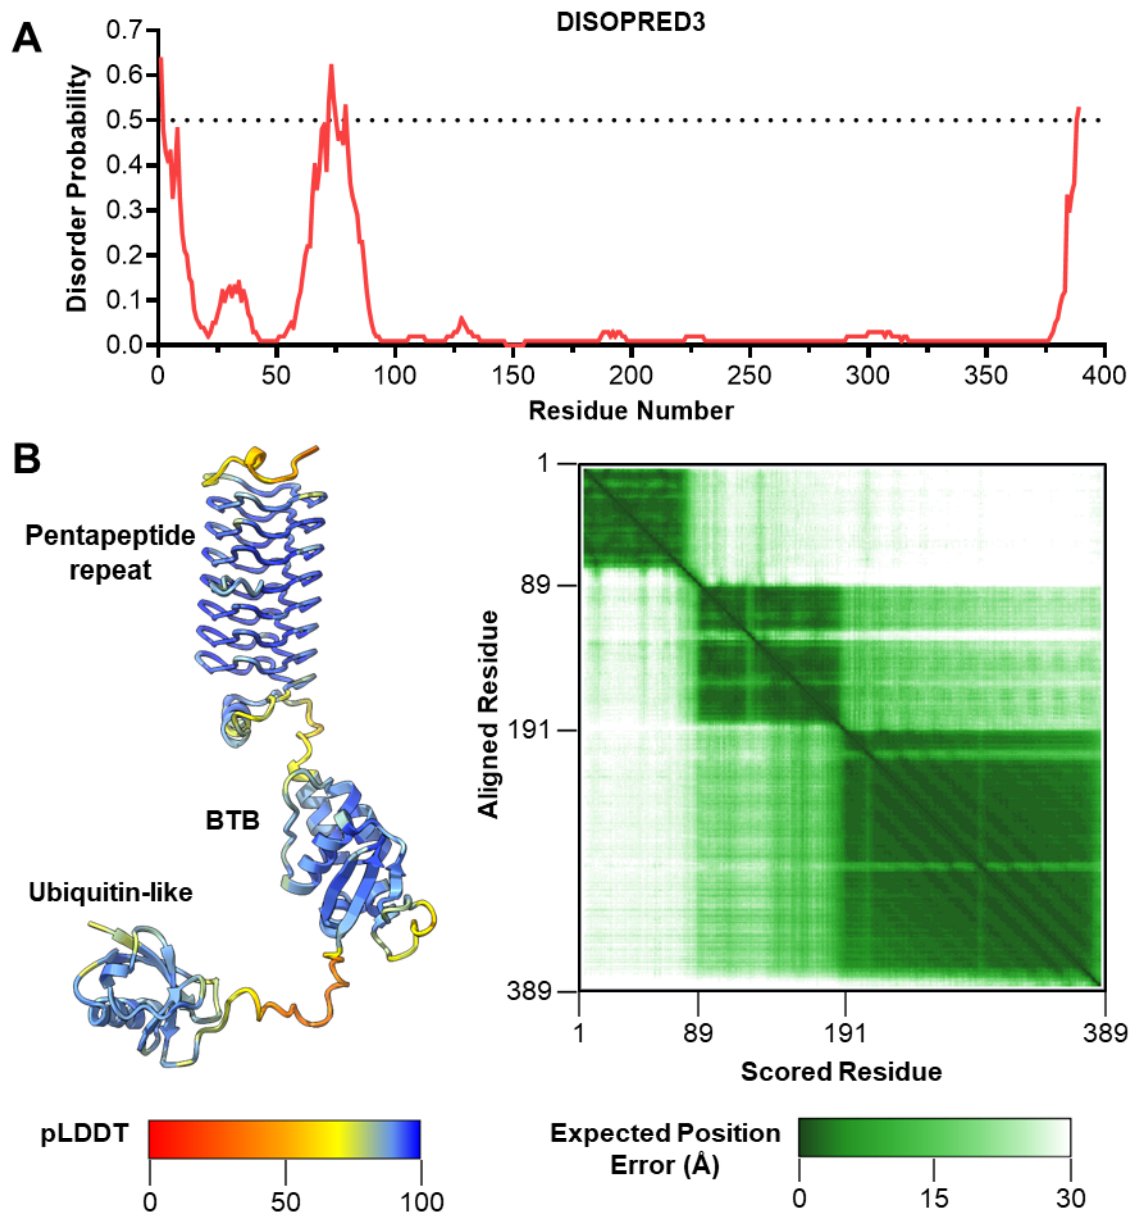 A
DISOPRED3
Disorder Probability
0.7
0.6
0.5
0.4
0.3
0.2
0.1
0.0
0 50 100 150 200 250 300 350 400
Residue Number
B
Pentapeptide
repeat
BTB
Ubiquitin-like
pLDDT
0 50 100
Aligned Residue
1
89
191
389
1 89 191 389
Scored Residue
Expected Position
Error (Å)
0 15 30